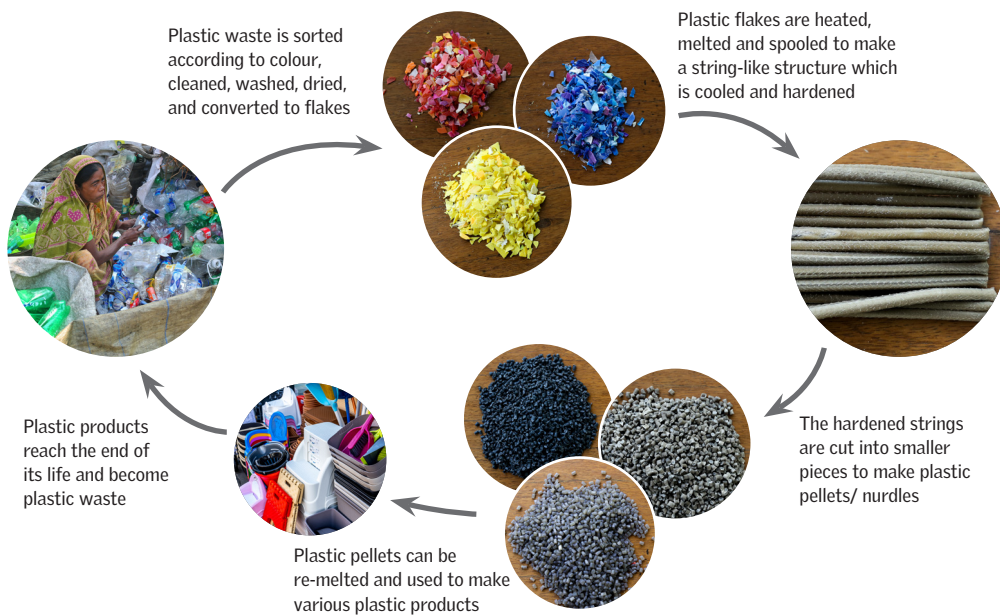 Plastic waste is sorted
according to colour,
cleaned, washed, dried,
and converted to flakes
Plastic flakes are heated,
melted and spooled to make
a string-like structure which
is cooled and hardened
The hardened strings
are cut into smaller
pieces to make plastic
pellets/ nurdles
Plastic pellets can be
re-melted and used to make
various plastic products
Plastic products
reach the end of
its life and become
plastic waste